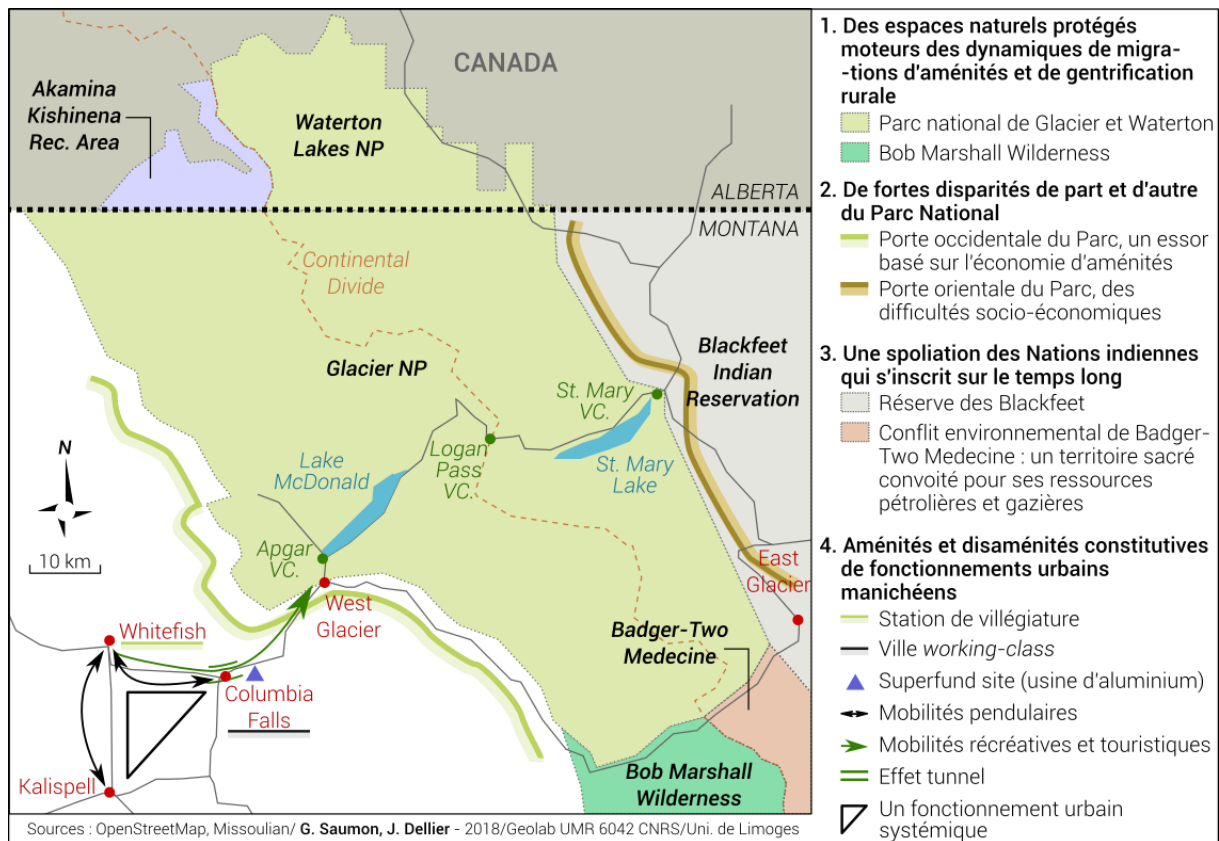 CANADA
Akamina
Kishinena
Rec. Area
Waterton
Lakes NP
ALBERTA
MONTANA
Continental
Divide
Glacier NP
Blackfeet
Indian
Reservation
St. Mary
VC.
Logan
Pass
VC.
St. Mary
Lake
Lake
McDonald
N
10 km
Apgar
VC.
West
Glacier
East
Glacier
Whitefish
Columbia
Falls
Kalispell
Badger-Two
Medecine
Bob Marshall
Wilderness
Sources : OpenStreetMap, Missoulian/ G. Saumon, J. Dellier - 2018/Geolab UMR 6042 CNRS/Uni. de Limoges
1. Des espaces naturels protégés
moteurs des dynamiques de migra-
-tions d'aménités et de gentrification
rurale
Parc national de Glacier et Waterton
Bob Marshall Wilderness
2. De fortes disparités de part et d'autre
du Parc National
Porte occidentale du Parc, un essor
basé sur l'économie d'aménités
Porte orientale du Parc, des
difficultés socio-économiques
3. Une spoliation des Nations indiennes
qui s'inscrit sur le temps long
Réserve des Blackfeet
Conflit environnemental de Badger-
Two Medecine : un territoire sacré
convoité pour ses ressources
pétrolières et gazières
4. Aménités et disaménités constitutives
de fonctionnements urbains
manichéens
Station de villégiature
Ville working-class
Superfund site (usine d'aluminium)
Mobilités pendulaires
Mobilités récréatives et touristiques
Effet tunnel
Un fonctionnement urbain
systémique